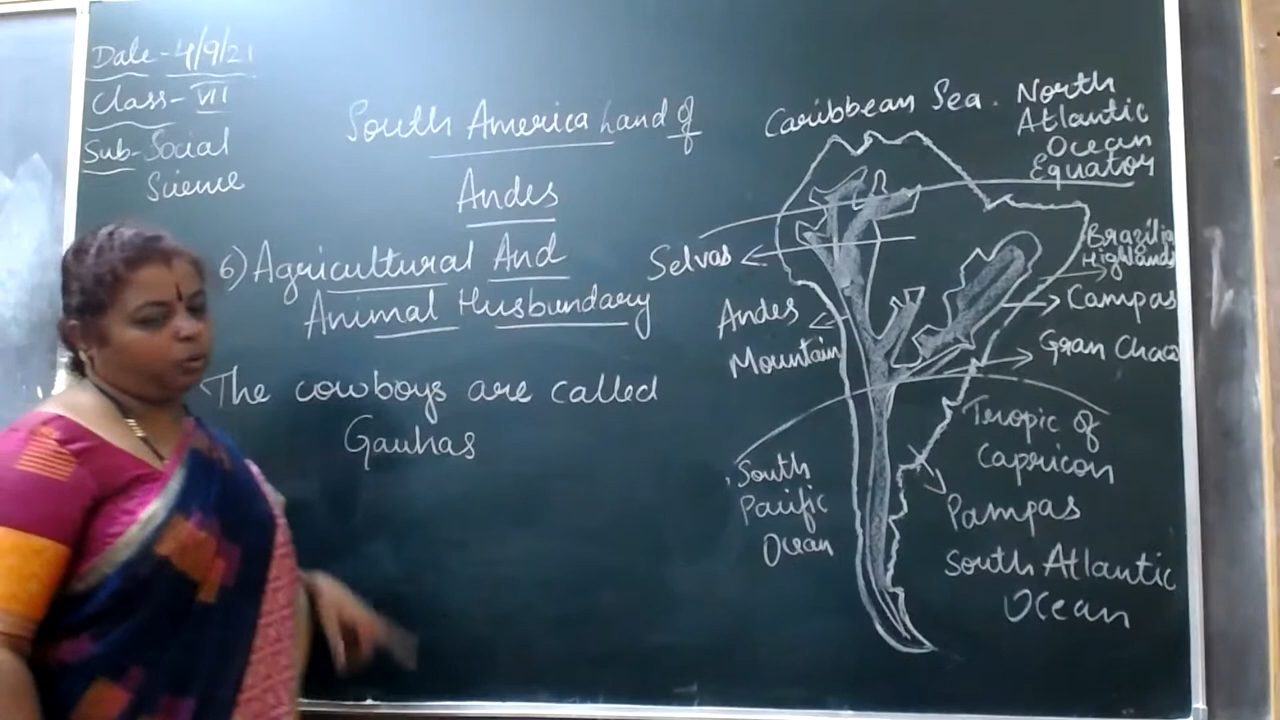 Date-4/9/21
Class-VII
Sub-Social
Science
South America Land of
Andes
6) Agricultural And
Animal Husbundary
The cowboys are called
Gauhas
Caribbean Sea.
North
Atlantic
Ocean
Equator
Selvas
Brazilia
Highlands
Campas
Andes
Mountain
Gran Chaco
Teropic of
Capricon
South
Pacific
Ocean
Pampas
South Atlantic
Ocean